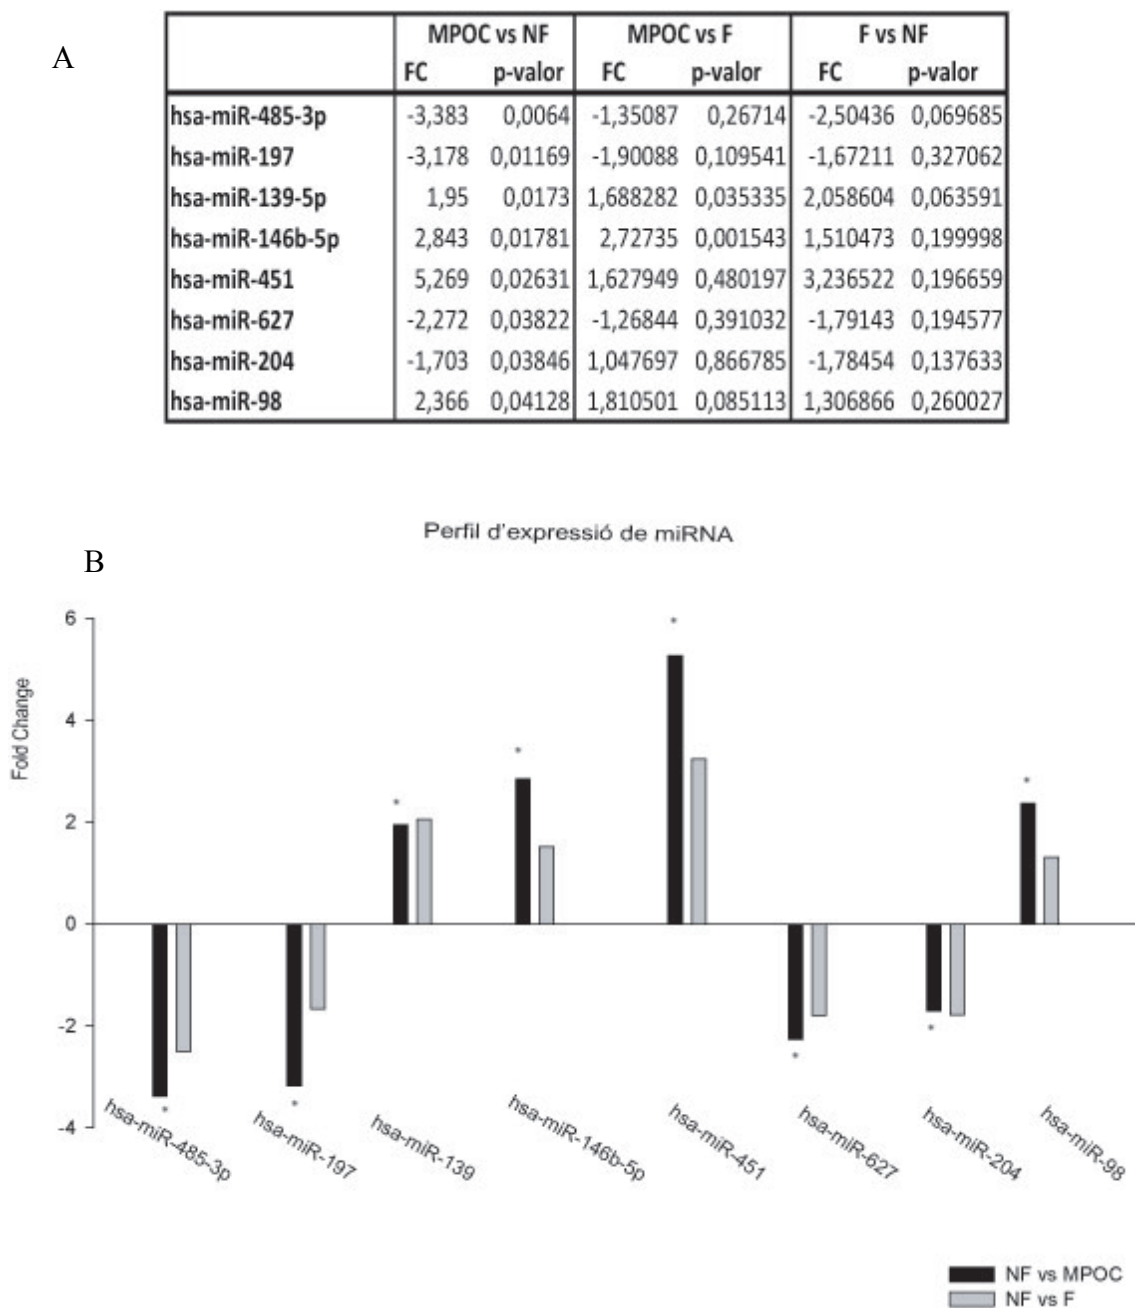 A
MPOC vs NF MPOC vs F F vs NF
FC p-valor FC p-valor FC p-valor
hsa-miR-485-3p -3,383 0,0064 -1,35087 0,26714 -2,50436 0,069685
hsa-miR-197 -3,178 0,01169 -1,90088 0,109541 -1,67211 0,327062
hsa-miR-139-5p 1,95 0,0173 1,688282 0,035335 2,058604 0,063591
hsa-miR-146b-5p 2,843 0,01781 2,72735 0,001543 1,510473 0,199998
hsa-miR-451 5,269 0,02631 1,627949 0,480197 3,236522 0,196659
hsa-miR-627 -2,272 0,03822 -1,26844 0,391032 -1,79143 0,194577
hsa-miR-204 -1,703 0,03846 1,047697 0,866785 -1,78454 0,137633
hsa-miR-98 2,366 0,04128 1,810501 0,085113 1,306866 0,260027
Perfil d'expressió de miRNA
B
Fold Change
6
4
2
0
-2
-4
* * * * * * * *
hsa-miR-485-3p hsa-miR-197 hsa-miR-139 hsa-miR-146b-5p hsa-miR-451 hsa-miR-627 hsa-miR-204 hsa-miR-98
NF vs MPOC
NF vs F